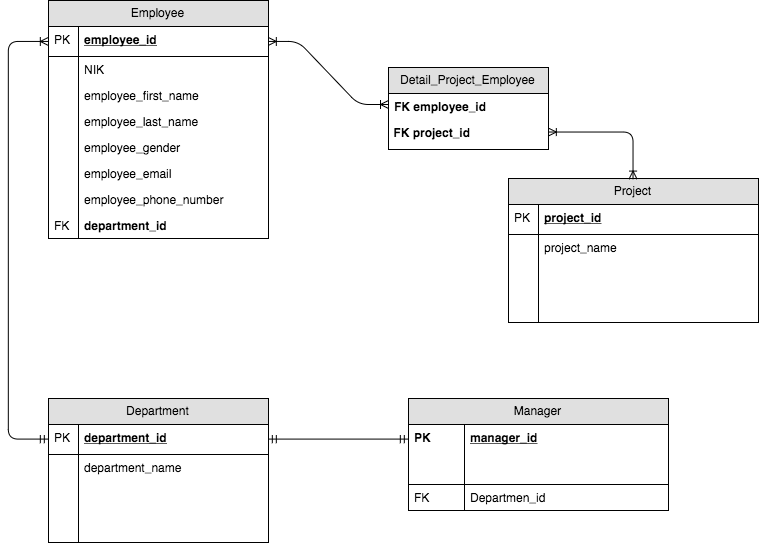 Employee
PK employee_id
NIK
employee_first_name
employee_last_name
employee_gender
employee_email
employee_phone_number
FK department_id
Detail_Project_Employee
FK employee_id
FK project_id
Project
PK project_id
project_name
Department
PK department_id
department_name
Manager
PK manager_id
FK Departmen_id